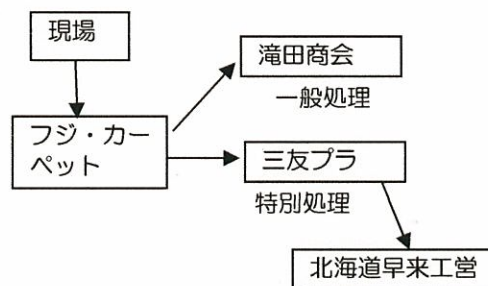 現場
滝田商会
一般処理
フジ・カー
ペット
三友プラ
特別処理
北海道早来工営